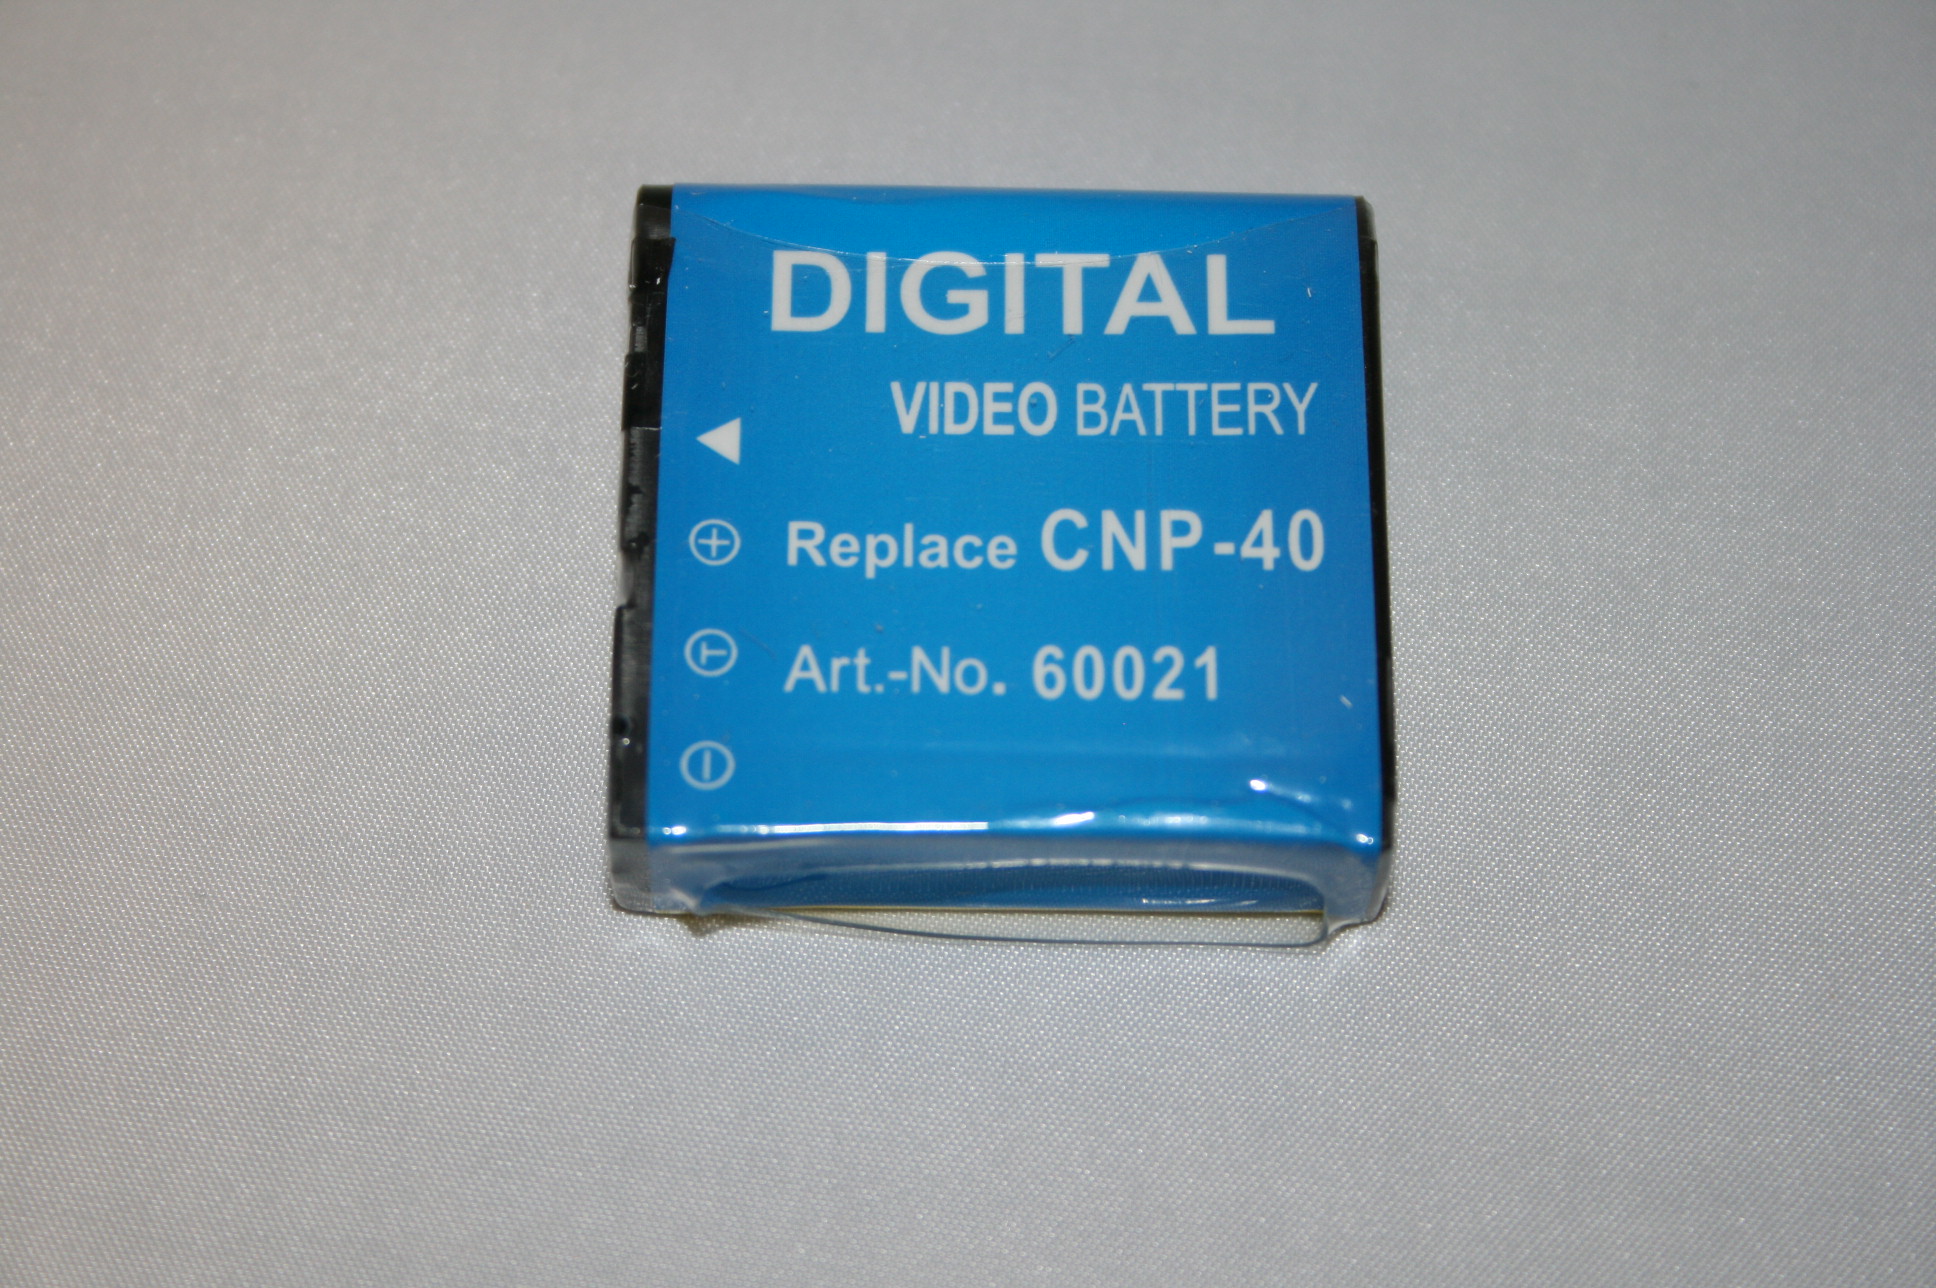 DIGITAL
VIDEO BATTERY
Replace CNP-40
Art.-No. 60021
+
T
−